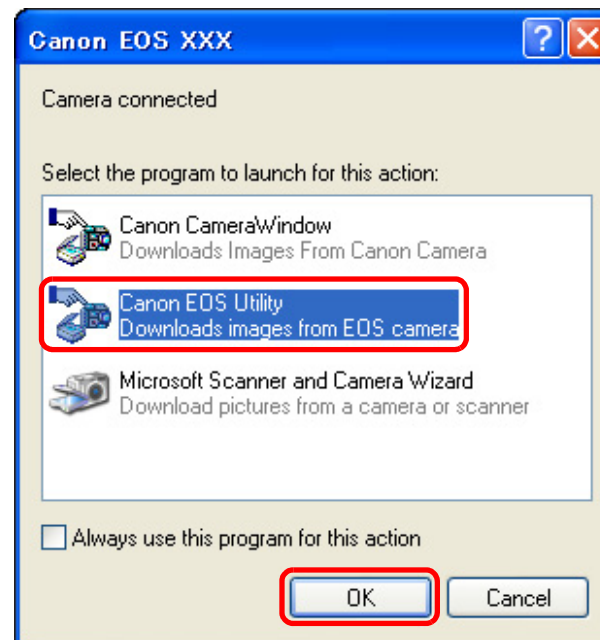 Canon EOS XXX
Camera connected
Select the program to launch for this action:
Canon CameraWindow
Downloads Images From Canon Camera
Canon EOS Utility
Downloads images from EOS camera
Microsoft Scanner and Camera Wizard
Download pictures from a camera or scanner
Always use this program for this action
OK Cancel